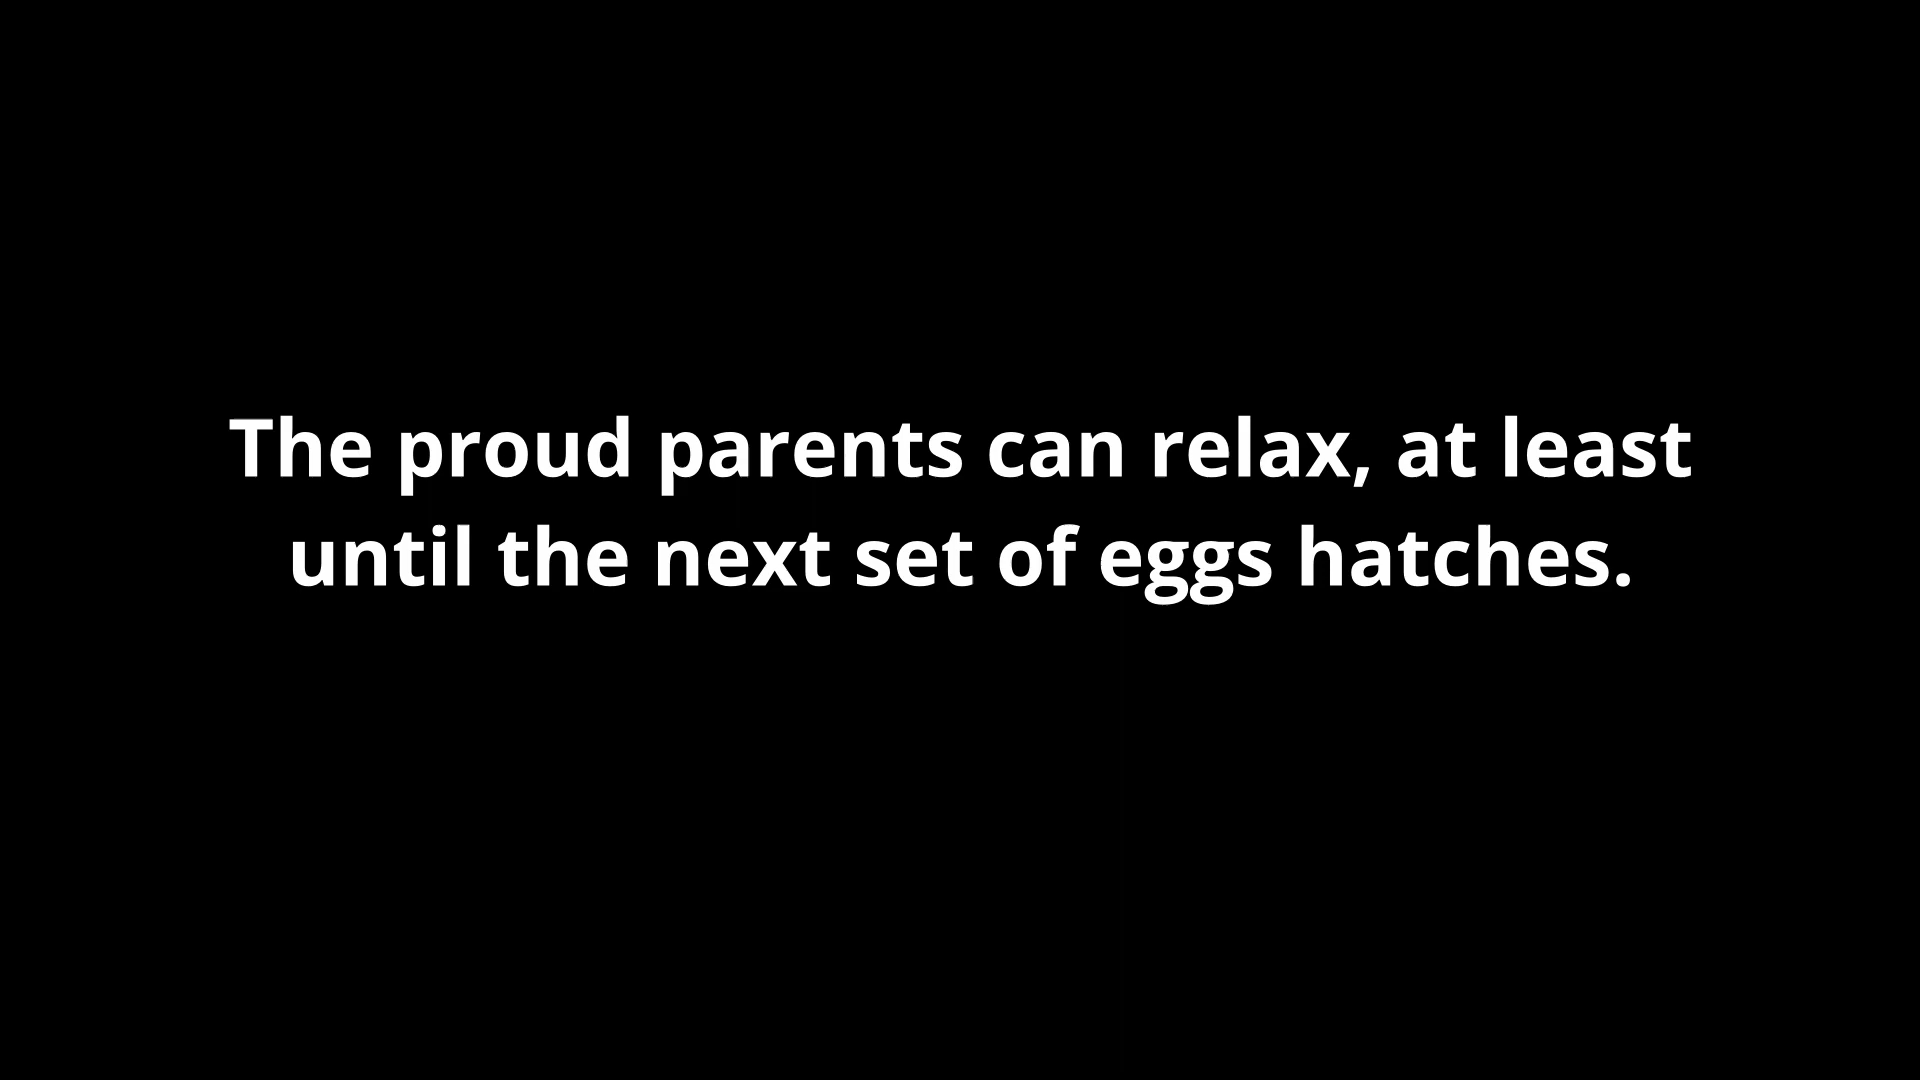 The proud parents can relax, at least
until the next set of eggs hatches.